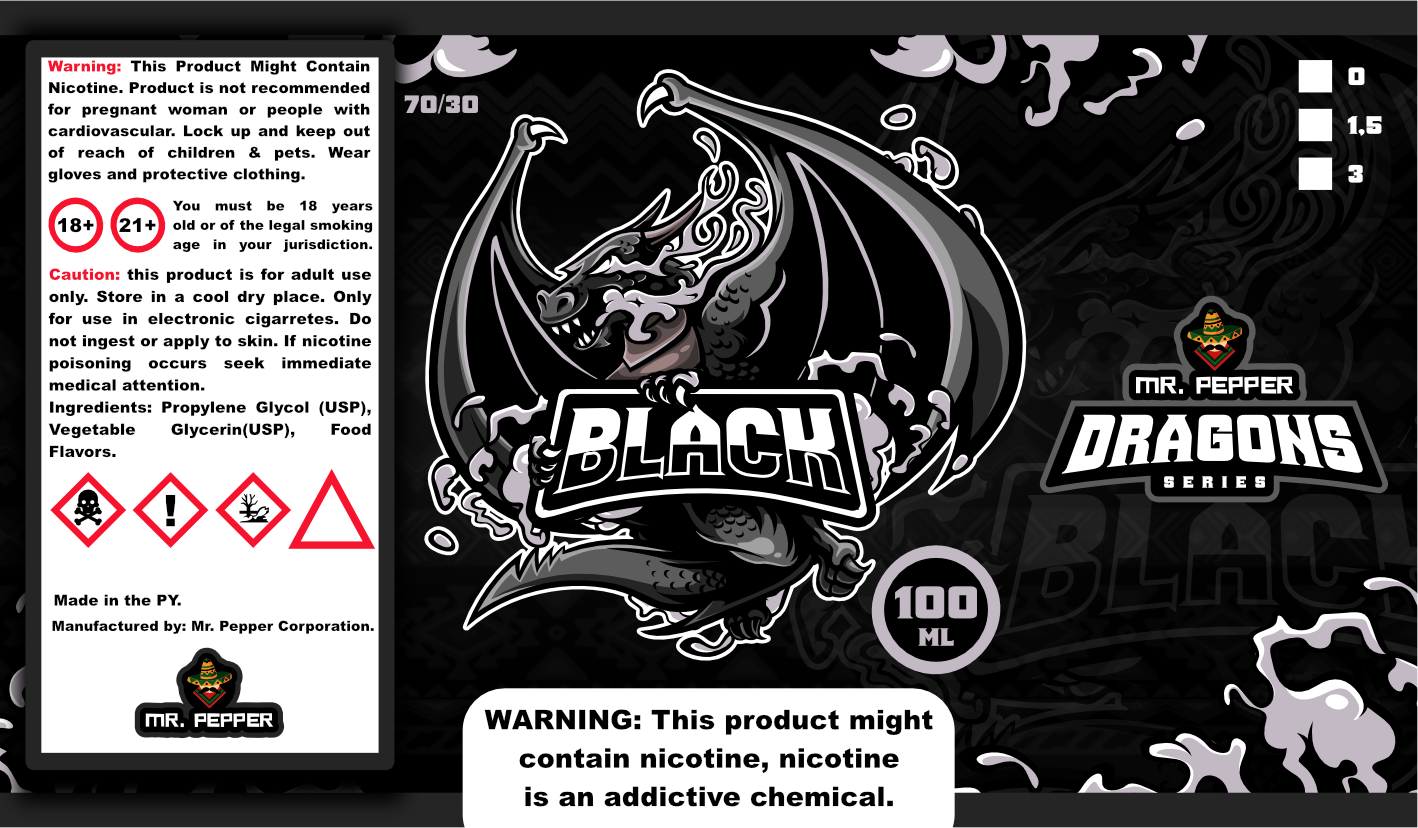 Warning: This Product Might Contain
Nicotine. Product is not recommended
for pregnant woman or people with
cardiovascular. Lock up and keep out
of reach of children & pets. Wear
gloves and protective clothing.
18+
21+
You must be 18 years
old or of the legal smoking
age in your jurisdiction.
Caution: this product is for adult use
only. Store in a cool dry place. Only
for use in electronic cigarretes. Do
not ingest or apply to skin. If nicotine
poisoning occurs seek immediate
medical attention.
Ingredients: Propylene Glycol (USP),
Vegetable Glycerin(USP), Food
Flavors.
!
Made in the PY.
Manufactured by: Mr. Pepper Corporation.
MR. PEPPER
70/30
BLACK
100
ML
WARNING: This product might
contain nicotine, nicotine
is an addictive chemical.
0
1,5
3
MR. PEPPER
DRAGONS
SERIES
BLACK